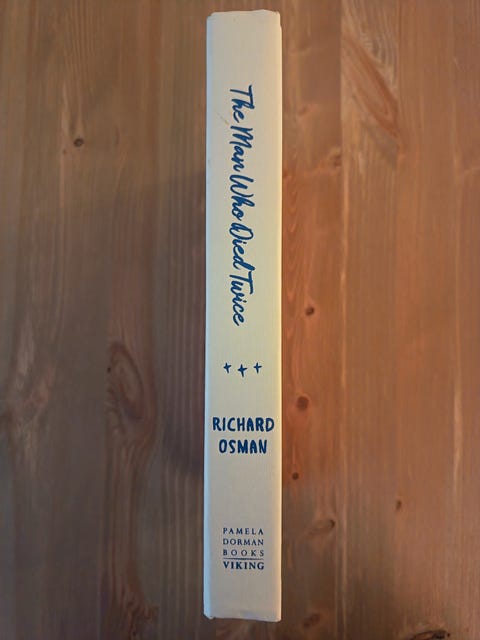 The Man Who Died Twice
RICHARD
OSMAN
PAMELA
DORMAN
BOOKS
VIKING